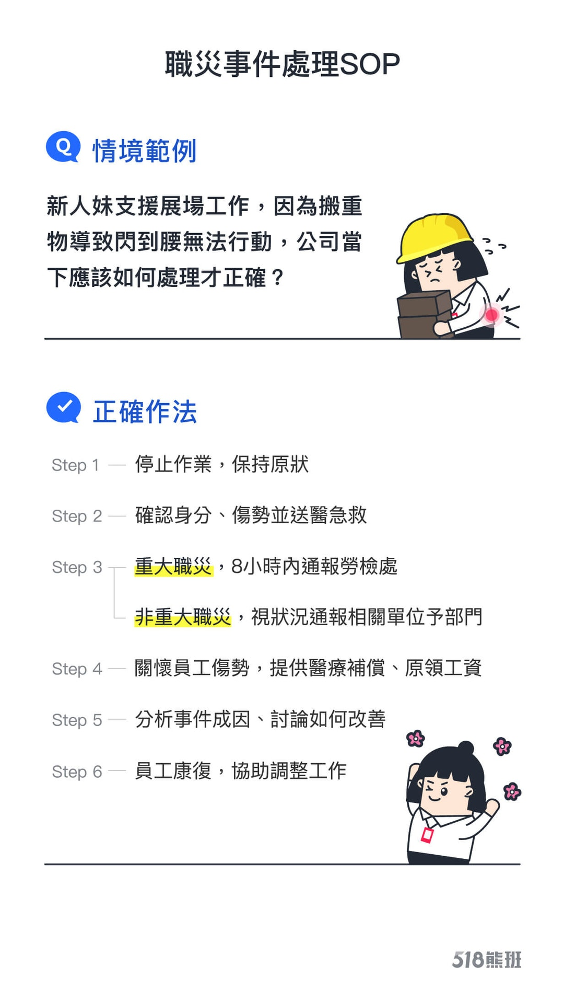 職災事件處理SOP
Q 情境範例
新人妹支援展場工作，因為搬重
物導致閃到腰無法行動，公司當
下應該如何處理才正確？
正確作法
Step 1 停止作業，保持原狀
Step 2 確認身分、傷勢並送醫急救
Step 3 重大職災，8小時內通報勞檢處
非重大職災，視狀況通報相關單位予部門
Step 4 關懷員工傷勢，提供醫療補償、原領工資
Step 5 分析事件成因、討論如何改善
Step 6 員工康復，協助調整工作
518熊班